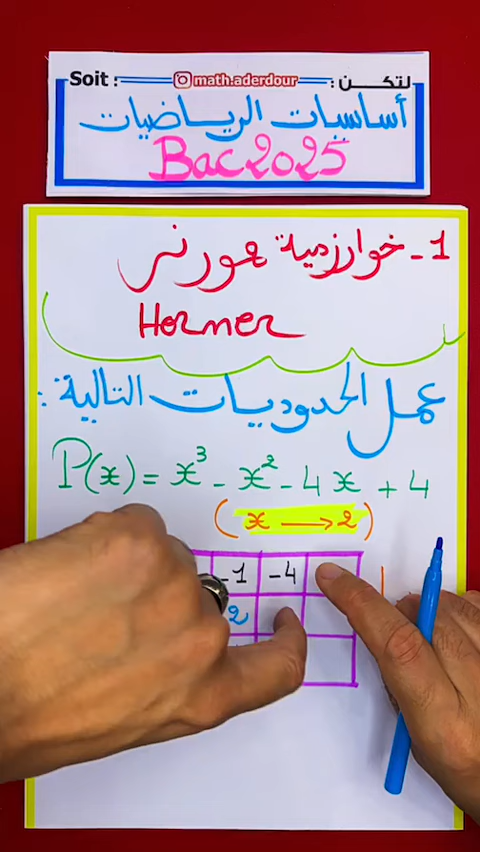 Soit : math.aderdour لتكن :
أساسيات الرياضيات
Bac2025
1- خوارزمية هورنر
Horner
عمل الحدوديات التالية :
P(x) = x³ - x² - 4x + 4
(x → 2)
-1 -4
2